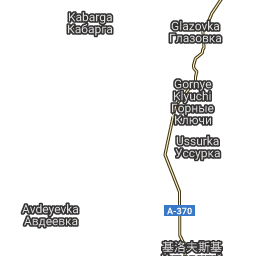 Kabarga
Кабарга
Glazovka
Глазовка
Gornye
Klyuchi
Горные
Ключи
Ussurka
Уссурка
Avdeyevka
Авдеевка
A-370
基洛夫斯基